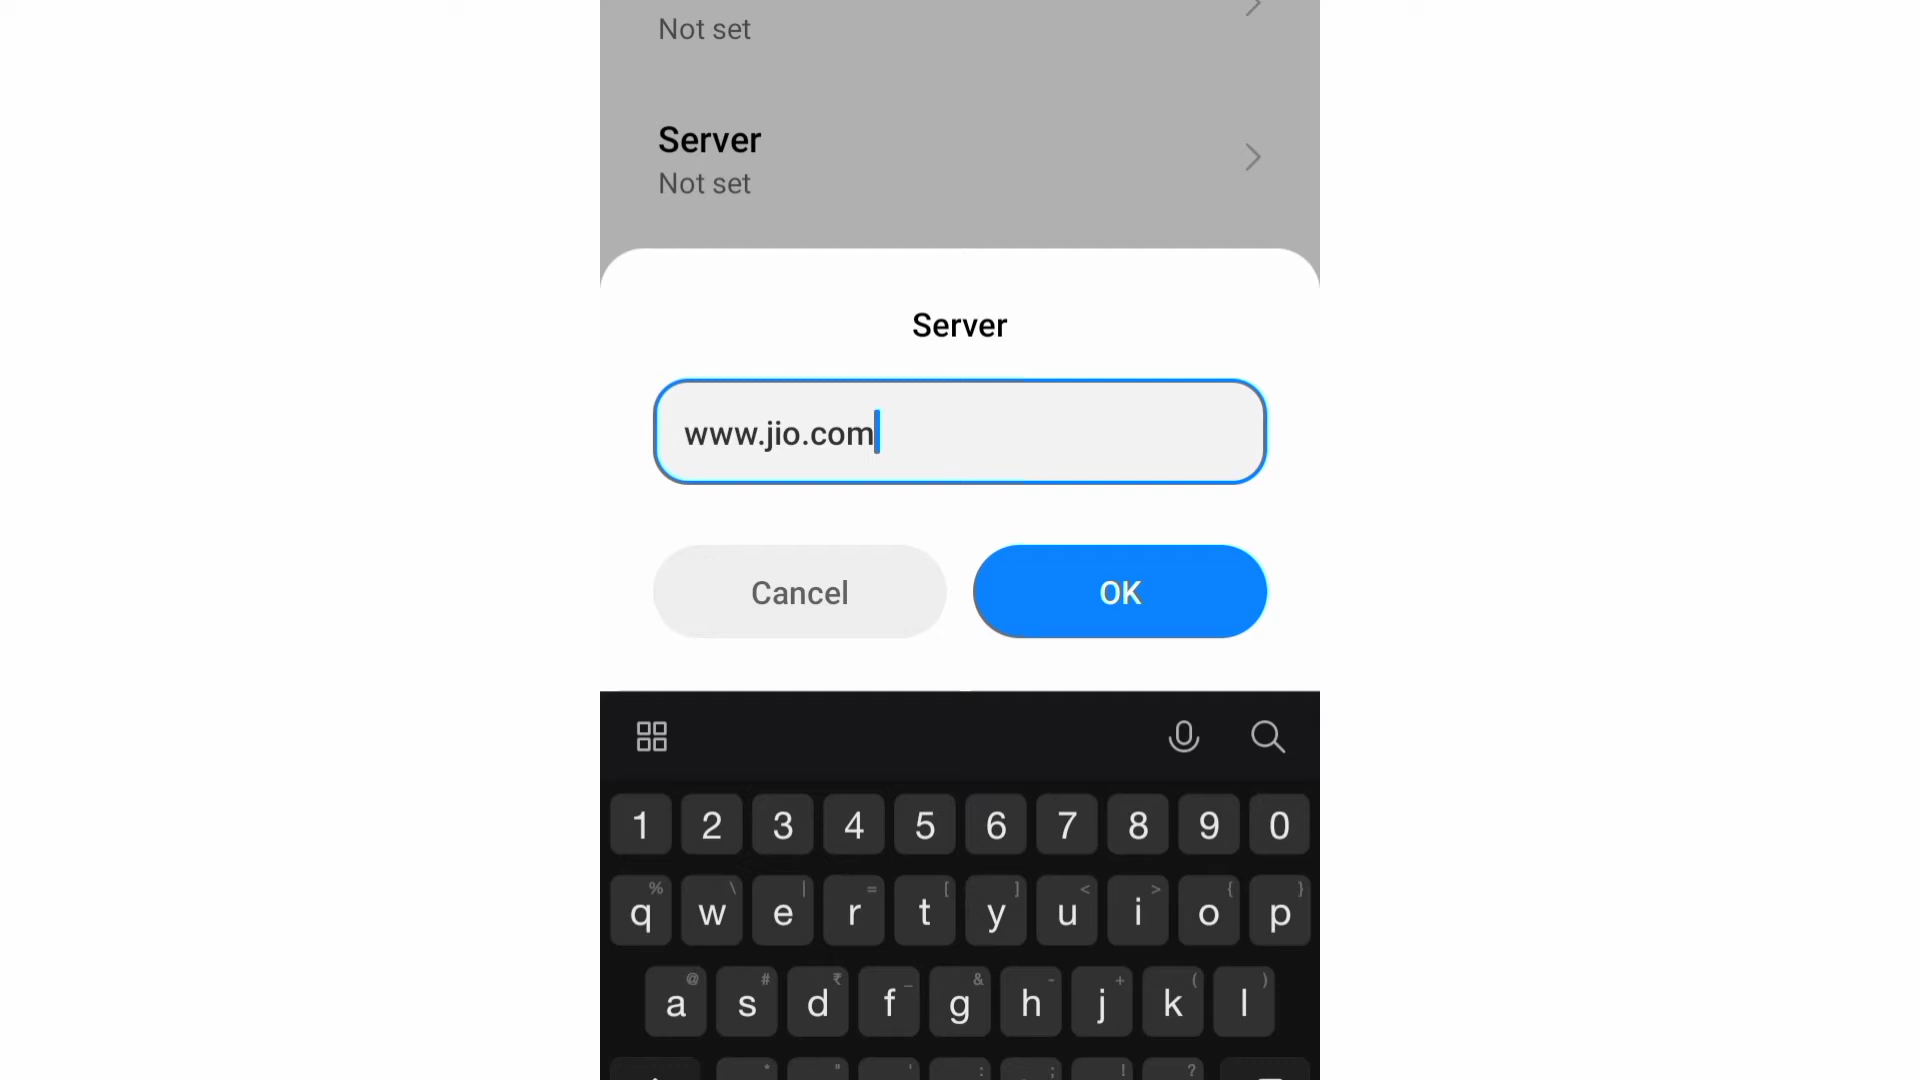 Not set
Server
Not set
Server
www.jio.com
Cancel
OK
1 2 3 4 5 6 7 8 9 0
% \ | = [ ] < > { }
q w e r t y u i o p
@ # ₹ _ & - + ( )
a s d f g h j k l
* " ' : ; ! ?